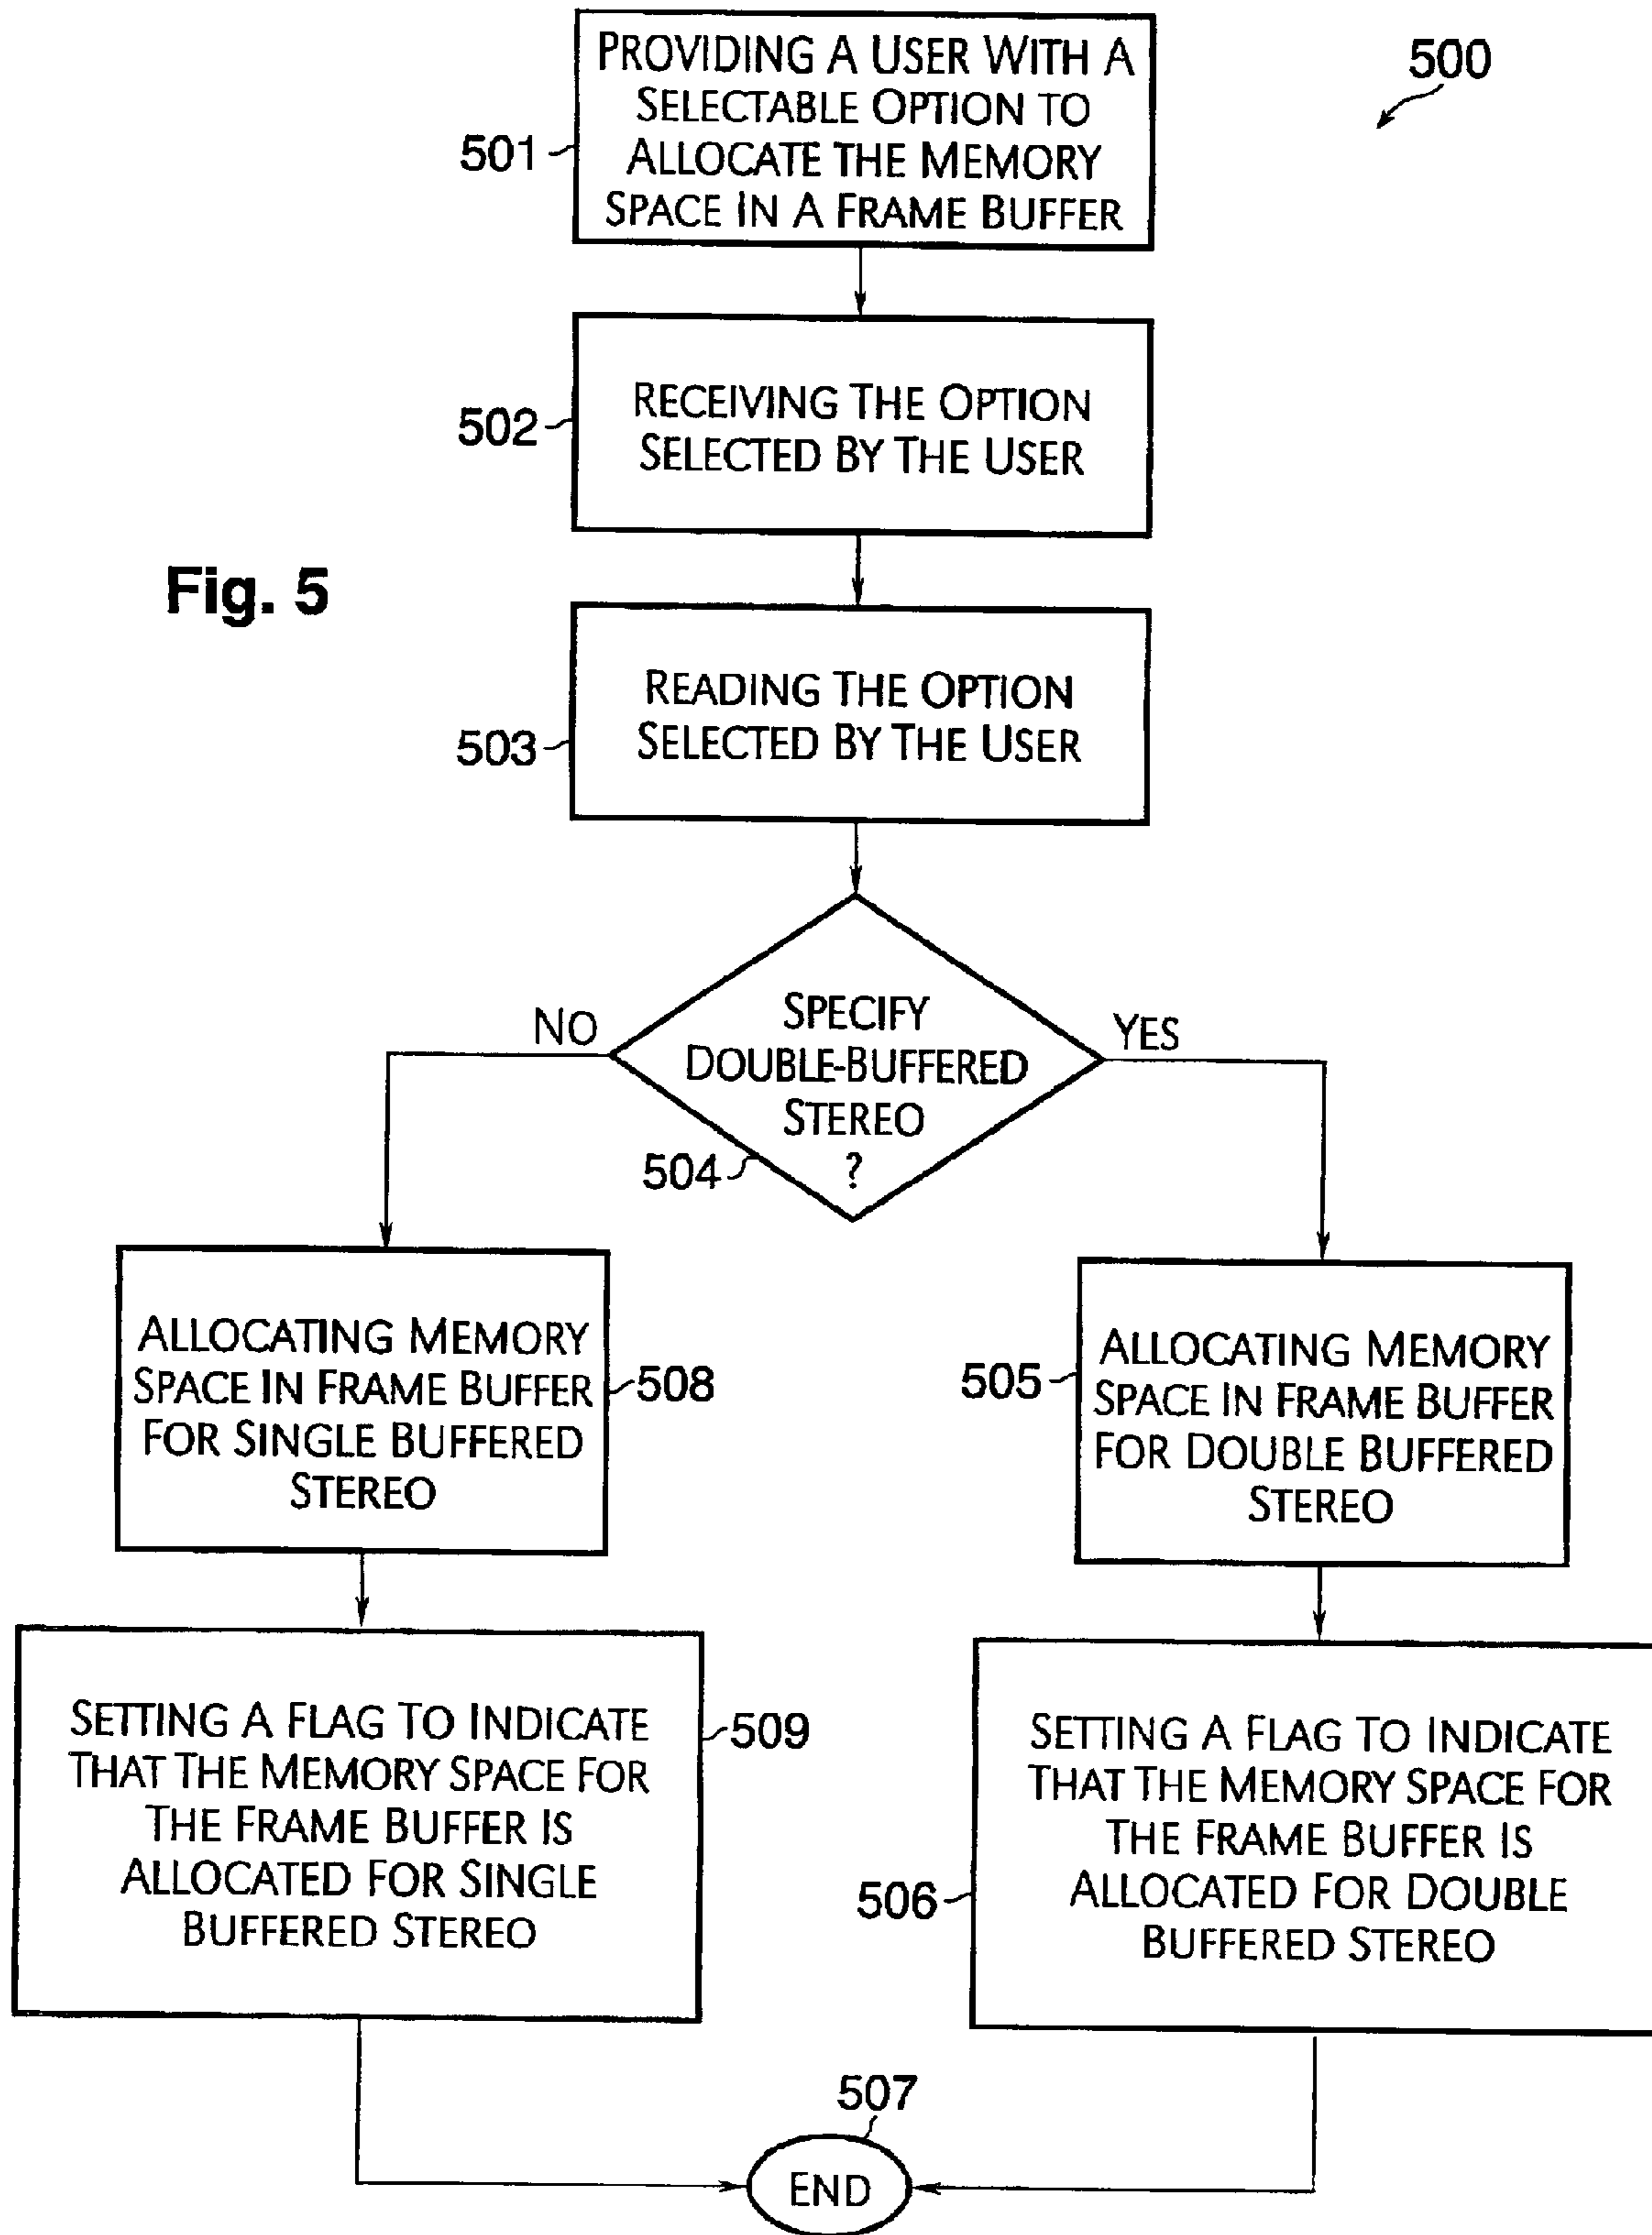 PROVIDING A USER WITH A
SELECTABLE OPTION TO
ALLOCATE THE MEMORY
SPACE IN A FRAME BUFFER
500
501
RECEIVING THE OPTION
SELECTED BY THE USER
502
Fig. 5
READING THE OPTION
SELECTED BY THE USER
503
SPECIFY
DOUBLE-BUFFERED
STEREO
?
504
NO
YES
ALLOCATING MEMORY
SPACE IN FRAME BUFFER
FOR SINGLE BUFFERED
STEREO
508
505
ALLOCATING MEMORY
SPACE IN FRAME BUFFER
FOR DOUBLE BUFFERED
STEREO
SETTING A FLAG TO INDICATE
THAT THE MEMORY SPACE FOR
THE FRAME BUFFER IS
ALLOCATED FOR SINGLE
BUFFERED STEREO
509
506
SETTING A FLAG TO INDICATE
THAT THE MEMORY SPACE FOR
THE FRAME BUFFER IS
ALLOCATED FOR DOUBLE
BUFFERED STEREO
507
END